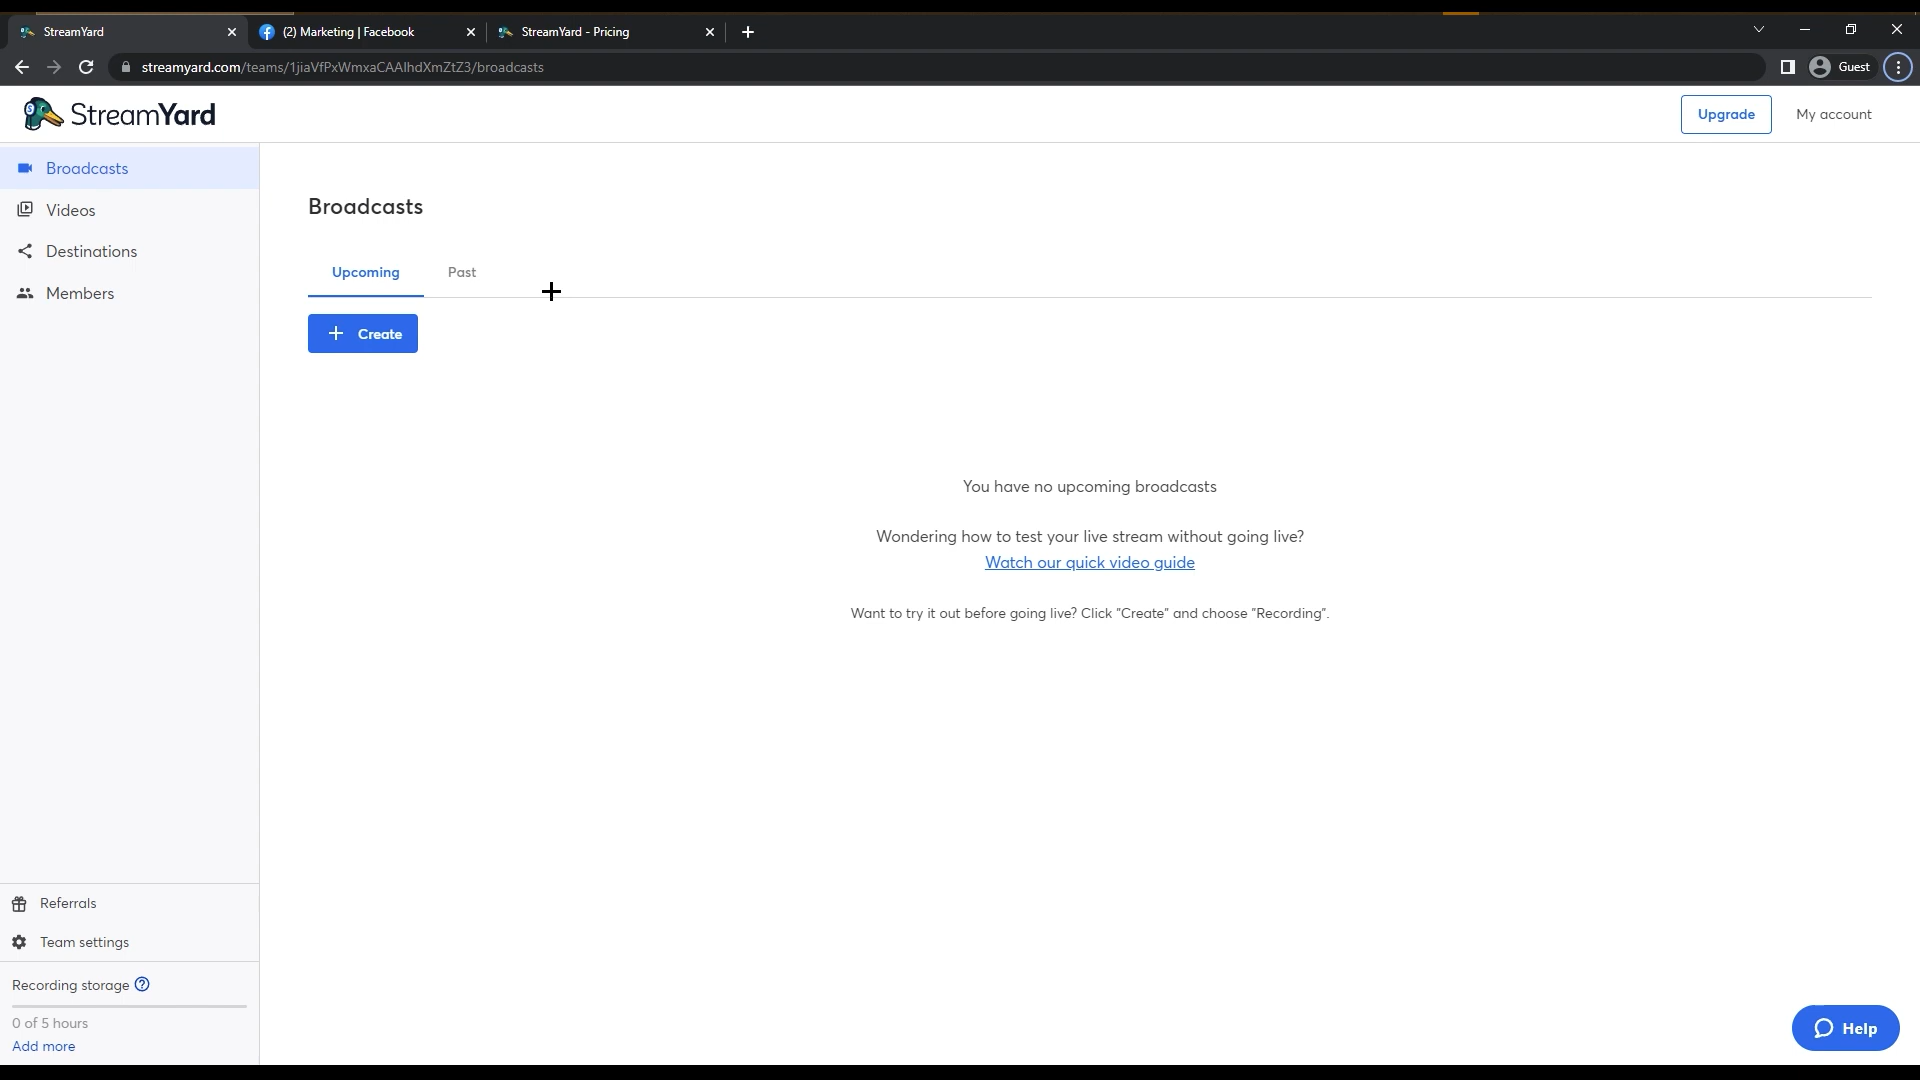 StreamYard
(2) Marketing | Facebook
StreamYard - Pricing
streamyard.com/teams/1jiaVfPxWmxaCAAlhdXmZtZ3/broadcasts
Guest
StreamYard
Upgrade
My account
Broadcasts
Videos
Destinations
Members
Broadcasts
Upcoming
Past
Create
You have no upcoming broadcasts
Wondering how to test your live stream without going live?
Watch our quick video guide
Want to try it out before going live? Click "Create" and choose "Recording".
Referrals
Team settings
Recording storage
0 of 5 hours
Add more
Help